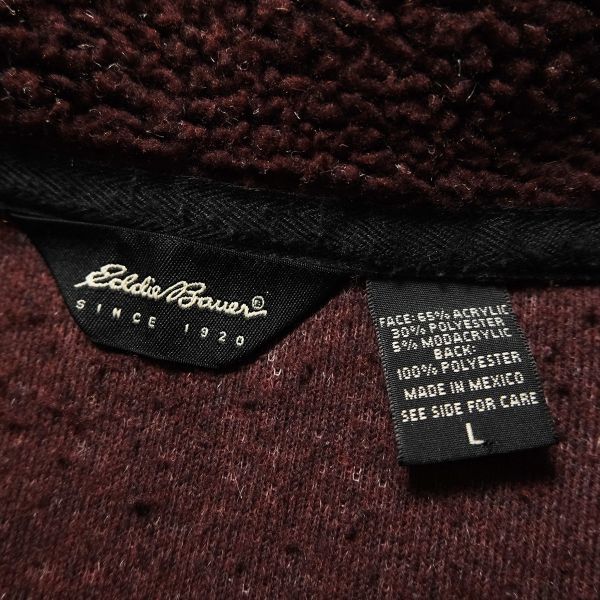 Eddie Bauer®
SINCE 1920
FACE: 65% ACRYLIC
30% POLYESTER
5% MODACRYLIC
BACK:
100% POLYESTER
MADE IN MEXICO
SEE SIDE FOR CARE
L